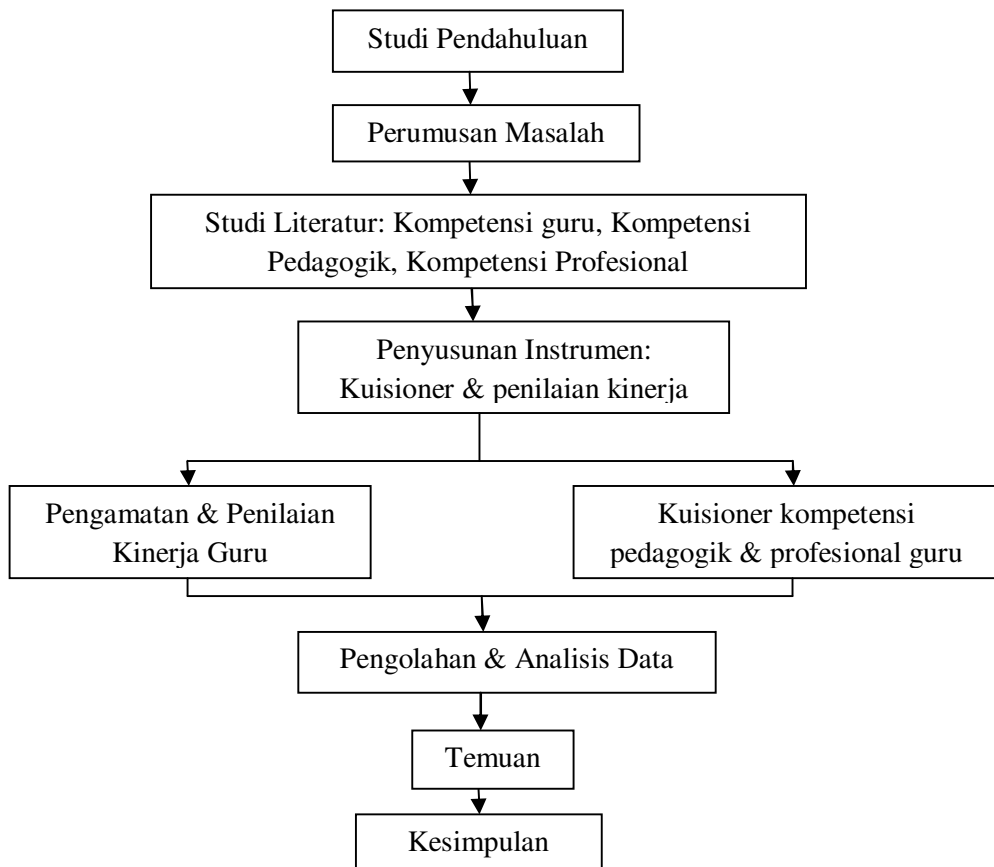 Studi Pendahuluan
Perumusan Masalah
Studi Literatur: Kompetensi guru, Kompetensi
Pedagogik, Kompetensi Profesional
Penyusunan Instrumen:
Kuisioner & penilaian kinerja
Pengamatan & Penilaian
Kinerja Guru
Kuisioner kompetensi
pedagogik & profesional guru
Pengolahan & Analisis Data
Temuan
Kesimpulan